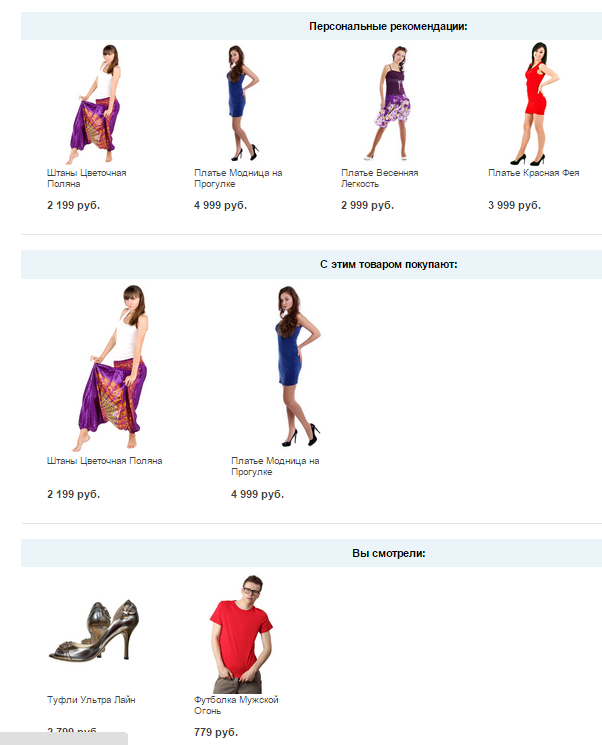 Персональные рекомендации:
Штаны Цветочная
Поляна
2 199 руб.
Платье Модница на
Прогулке
4 999 руб.
Платье Весенняя
Легкость
2 999 руб.
Платье Красная Фея
3 999 руб.
С этим товаром покупают:
Штаны Цветочная Поляна
2 199 руб.
Платье Модница на
Прогулке
4 999 руб.
Вы смотрели:
Туфли Ультра Лайн
2 799 руб.
Футболка Мужской
Огонь
779 руб.